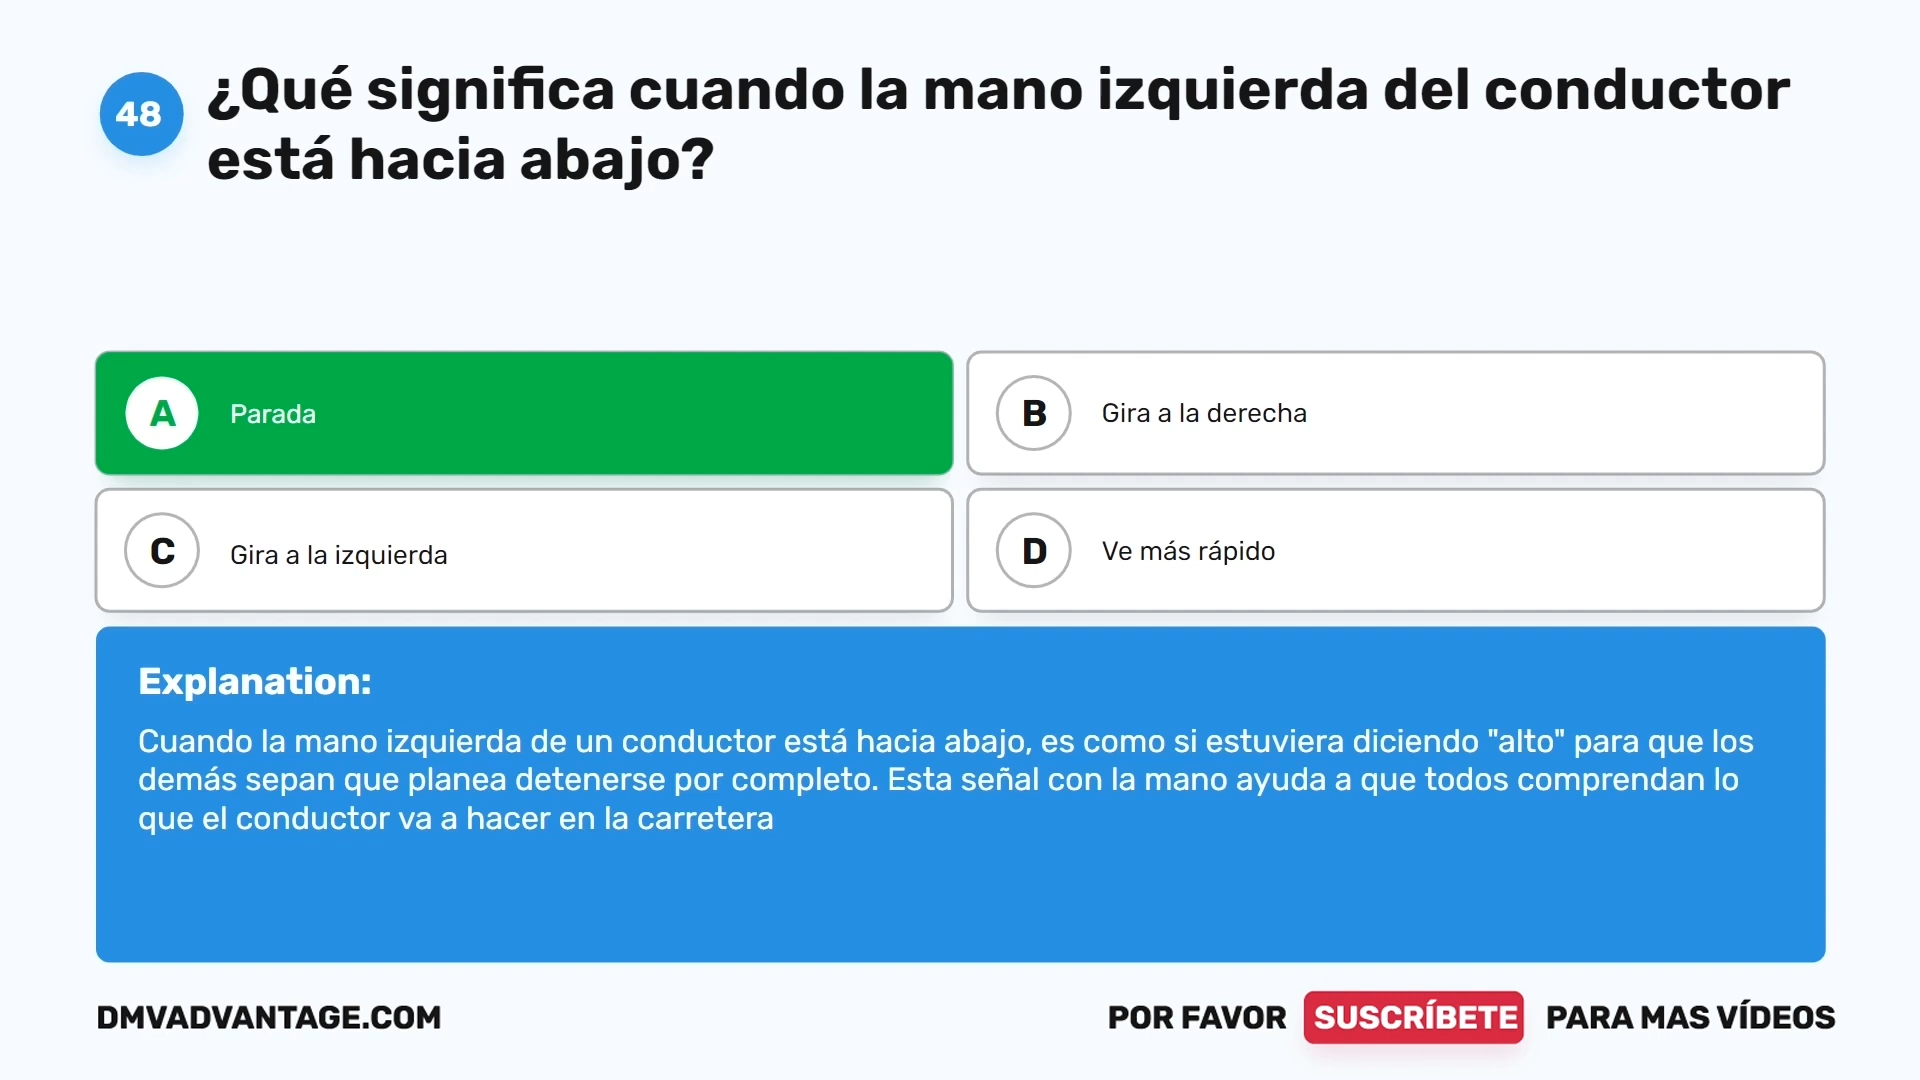 48
¿Qué significa cuando la mano izquierda del conductor
está hacia abajo?
A Parada
B Gira a la derecha
C Gira a la izquierda
D Ve más rápido
Explanation:
Cuando la mano izquierda de un conductor está hacia abajo, es como si estuviera diciendo "alto" para que los
demás sepan que planea detenerse por completo. Esta señal con la mano ayuda a que todos comprendan lo
que el conductor va a hacer en la carretera
DMVADVANTAGE.COM
POR FAVOR SUSCRÍBETE PARA MAS VÍDEOS